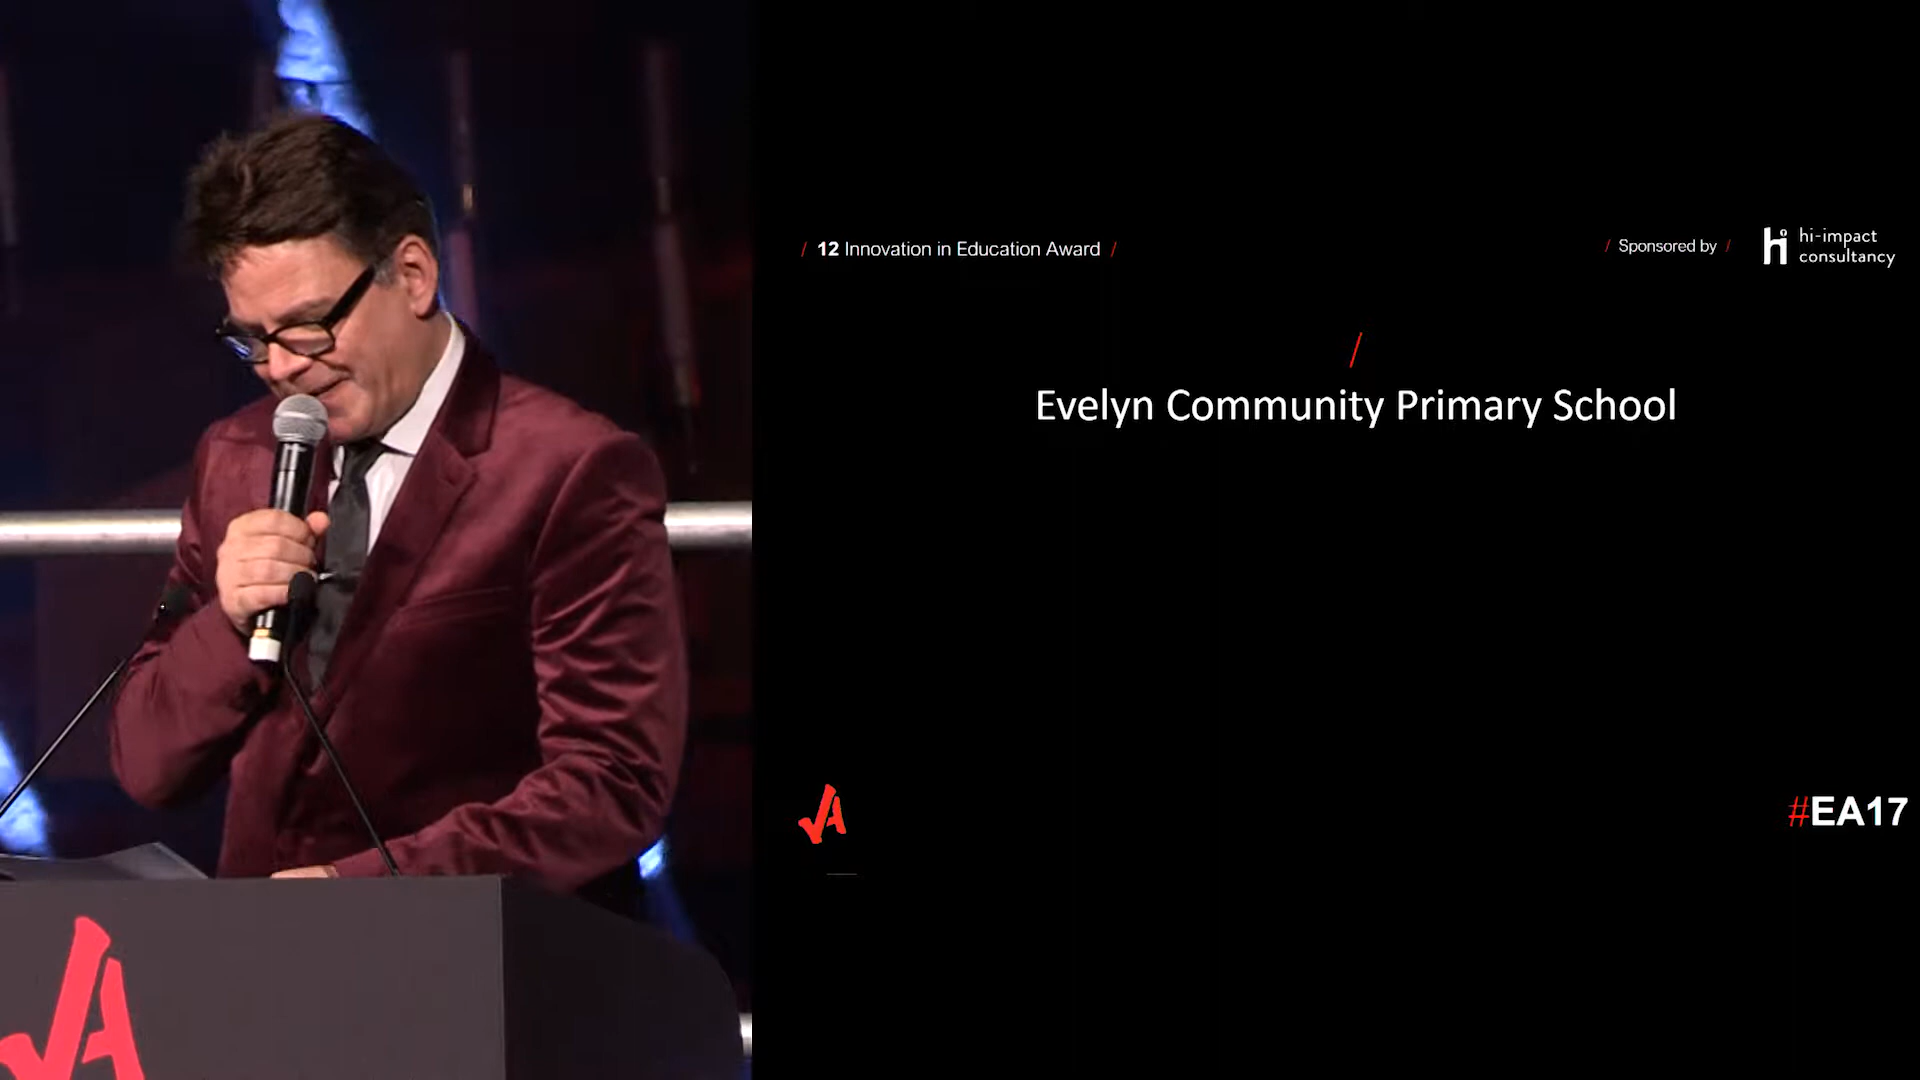 / 12 Innovation in Education Award /
/ Sponsored by /
hi-impact
consultancy
/
Evelyn Community Primary School
#EA17